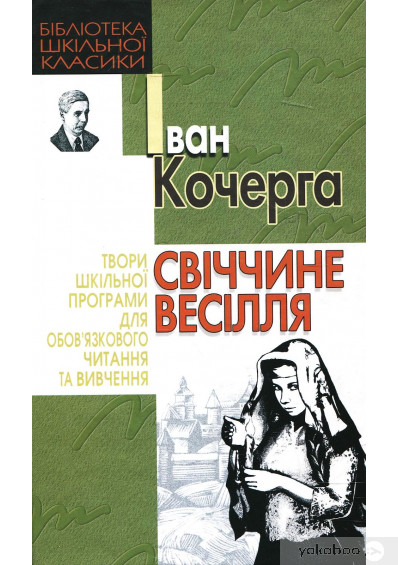 БІБЛІОТЕКА
ШКІЛЬНОЇ
КЛАСИКИ
Іван
Кочерга
СВІЧЧИНЕ
ВЕСІЛЛЯ
ТВОРИ
ШКІЛЬНОЇ
ПРОГРАМИ
ДЛЯ
ОБОВ'ЯЗКОВОГО
ЧИТАННЯ
ТА ВИВЧЕННЯ
yakaboo